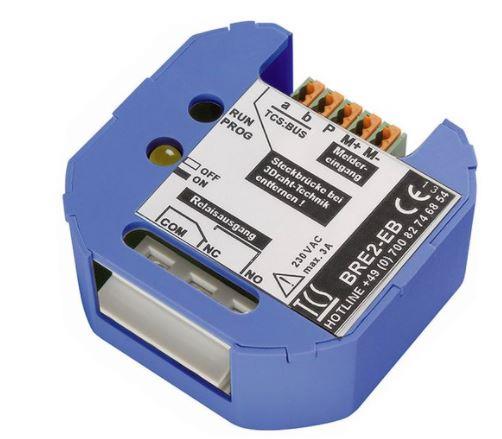 a b P M+ M-
TCS:BUS
RUN
PROG
Melder-
eingang
Steckbrücke bei
3Draht-Technik
entfernen !
OFF
ON
Relaisausgang
COM
NC
NO
230 VAC
max. 3A
TCS
BRE2-EB CE
HOTLINE +49 (0) 700 82 74 68 54